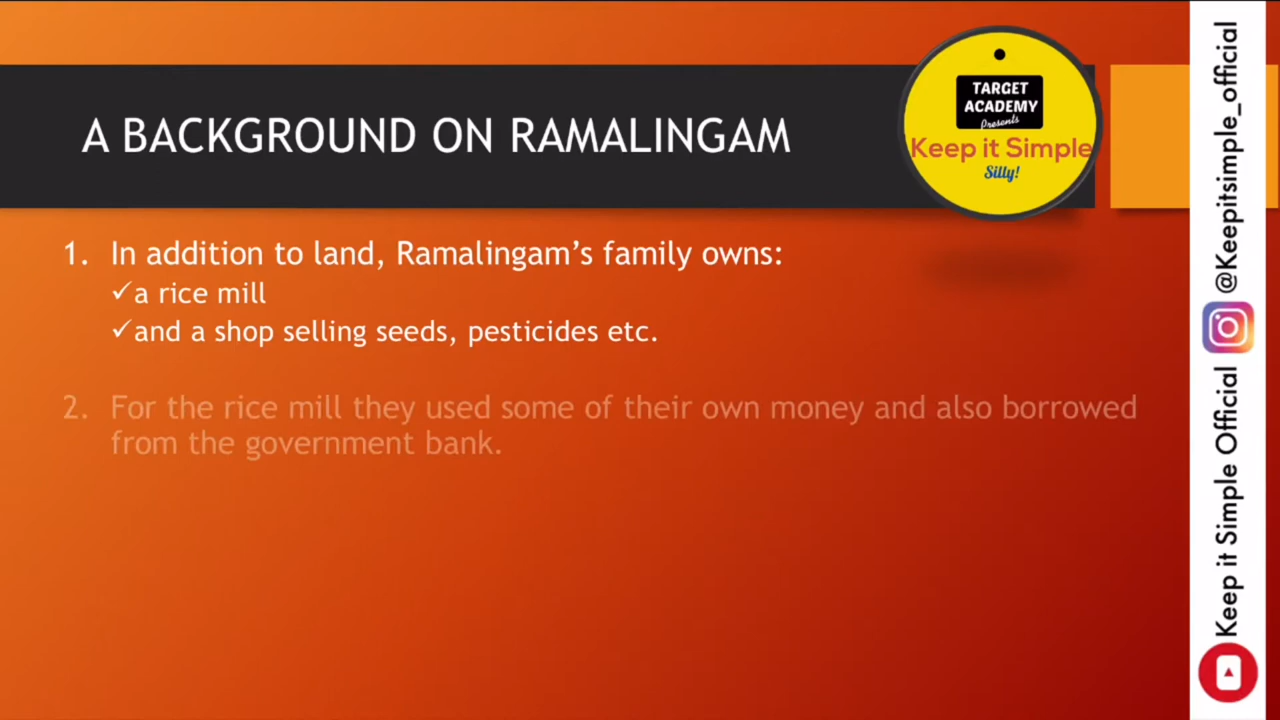 A BACKGROUND ON RAMALINGAM
TARGET
ACADEMY
Presents
Keep it Simple
Silly!
1. In addition to land, Ramalingam’s family owns:
✓a rice mill
✓and a shop selling seeds, pesticides etc.
2. For the rice mill they used some of their own money and also borrowed
from the government bank.
@Keepitsimple_official
Keep it Simple Official